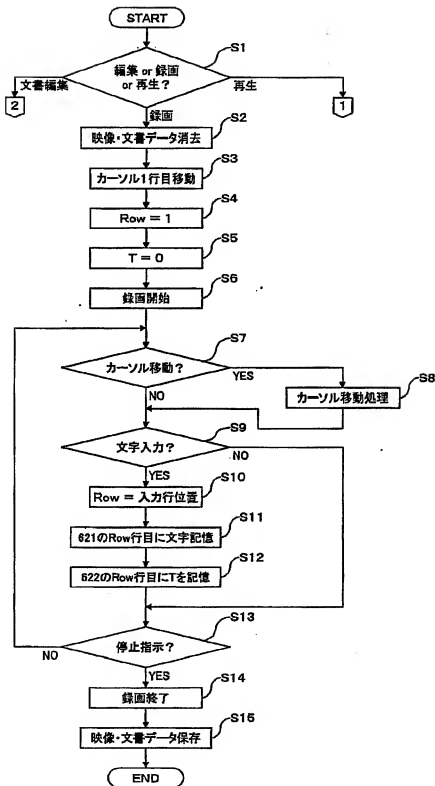 START
S1
編集 or 録画
or 再生?
文書編集
再生
2
1
録画
S2
映像・文書データ消去
S3
カーソル1行目移動
S4
Row = 1
S5
T = 0
S6
録画開始
S7
カーソル移動?
YES
S8
カーソル移動処理
NO
S9
文字入力?
NO
YES
S10
Row = 入力行位置
S11
621のRow行目に文字記憶
S12
622のRow行目にTを記憶
S13
停止指示?
NO
YES
S14
録画終了
S15
映像・文書データ保存
END